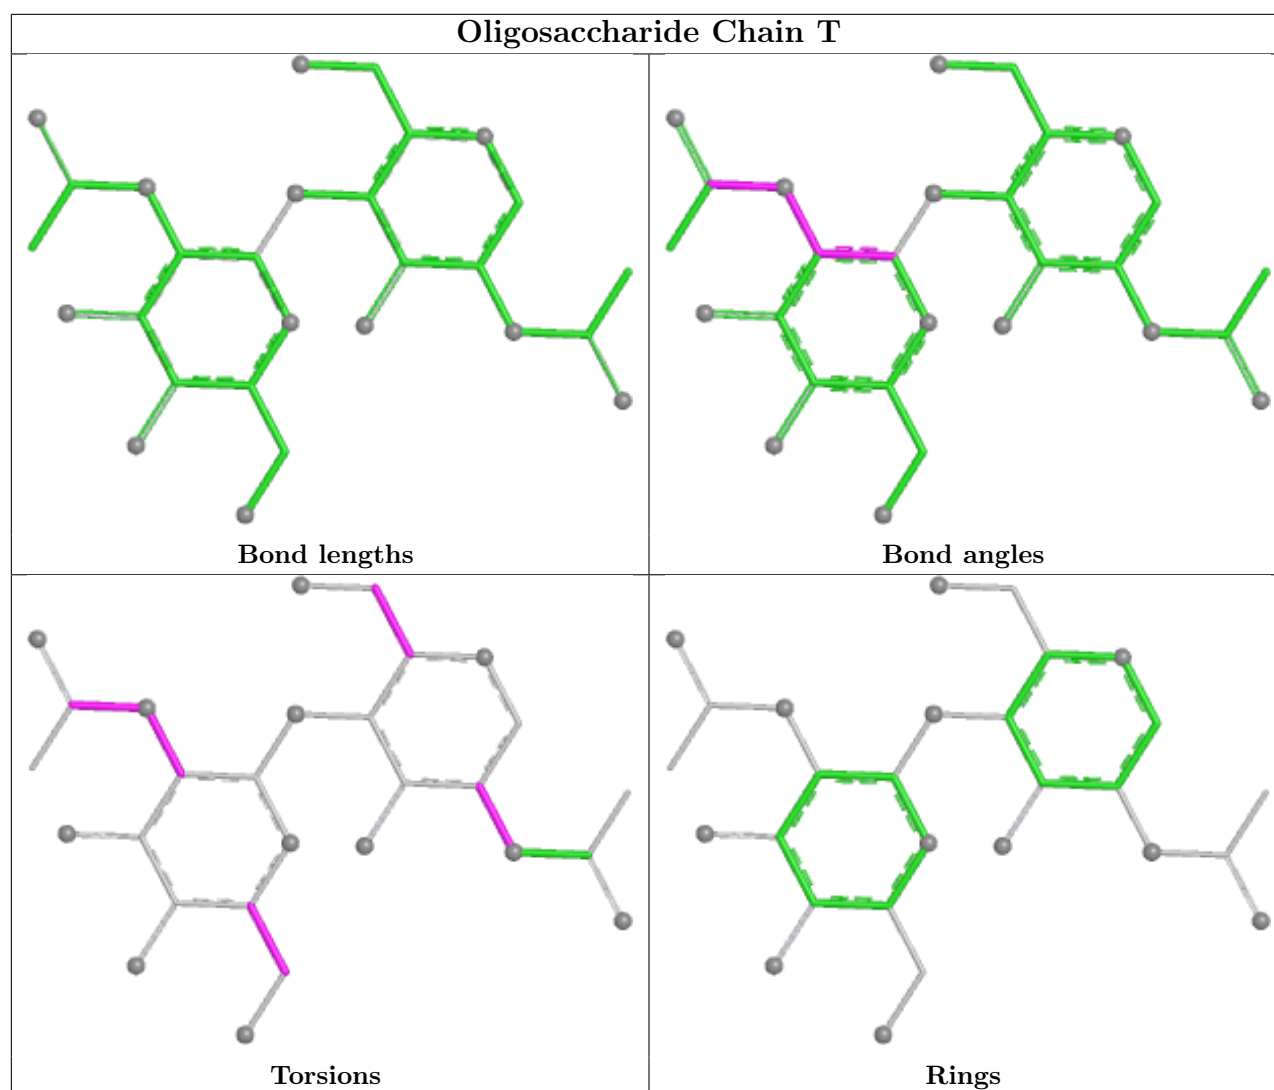 Oligosaccharide Chain T
Bond lengths
Bond angles
Torsions
Rings